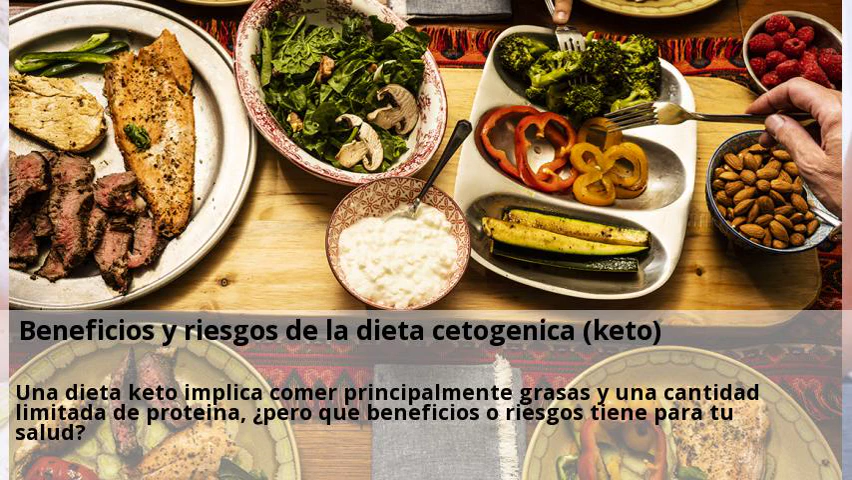 Beneficios y riesgos de la dieta cetogenica (keto)
Una dieta keto implica comer principalmente grasas y una cantidad
limitada de proteina, ¿pero que beneficios o riesgos tiene para tu
salud?